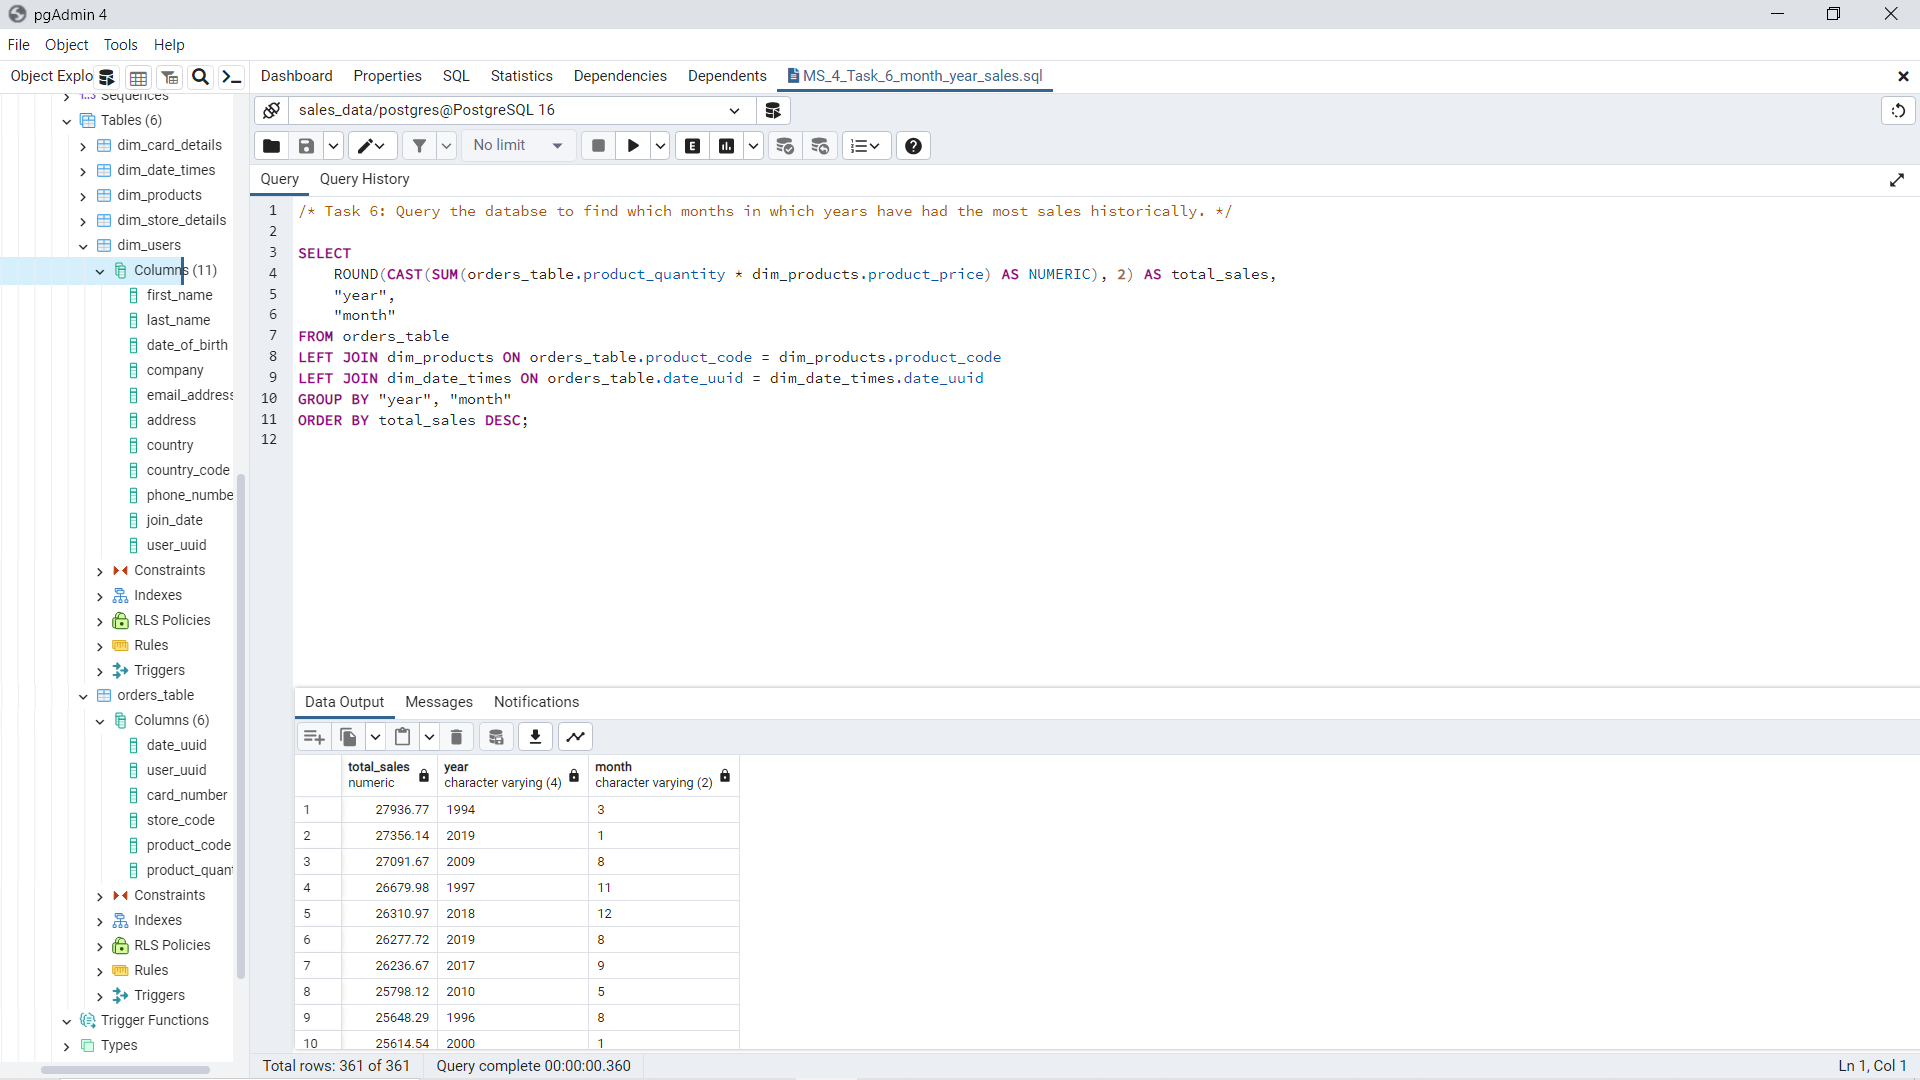 pgAdmin 4
File Object Tools Help
Object Explo
Dashboard Properties SQL Statistics Dependencies Dependents MS_4_Task_6_month_year_sales.sql
sales_data/postgres@PostgreSQL 16
No limit
E
Query Query History
Sequences
Tables (6)
dim_card_details
dim_date_times
dim_products
dim_store_details
dim_users
Columns (11)
first_name
last_name
date_of_birth
company
email_address
address
country
country_code
phone_numbe
join_date
user_uuid
Constraints
Indexes
RLS Policies
Rules
Triggers
orders_table
Columns (6)
date_uuid
user_uuid
card_number
store_code
product_code
product_quan
Constraints
Indexes
RLS Policies
Rules
Triggers
Trigger Functions
Types
1 /* Task 6: Query the databse to find which months in which years have had the most sales historically. */
2
3 SELECT
4 ROUND(CAST(SUM(orders_table.product_quantity * dim_products.product_price) AS NUMERIC), 2) AS total_sales,
5 "year",
6 "month"
7 FROM orders_table
8 LEFT JOIN dim_products ON orders_table.product_code = dim_products.product_code
9 LEFT JOIN dim_date_times ON orders_table.date_uuid = dim_date_times.date_uuid
10 GROUP BY "year", "month"
11 ORDER BY total_sales DESC;
12
Data Output Messages Notifications
total_sales year month
numeric character varying (4) character varying (2)
1 27936.77 1994 3
2 27356.14 2019 1
3 27091.67 2009 8
4 26679.98 1997 11
5 26310.97 2018 12
6 26277.72 2019 8
7 26236.67 2017 9
8 25798.12 2010 5
9 25648.29 1996 8
10 25614.54 2000 1
Total rows: 361 of 361 Query complete 00:00:00.360 Ln 1, Col 1